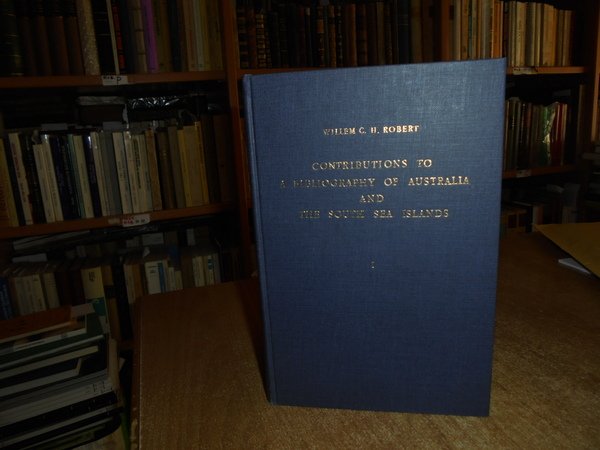 WILLEM C. H. ROBERT
CONTRIBUTIONS TO
A BIBLIOGRAPHY OF AUSTRALIA
AND
THE SOUTH SEA ISLANDS
I